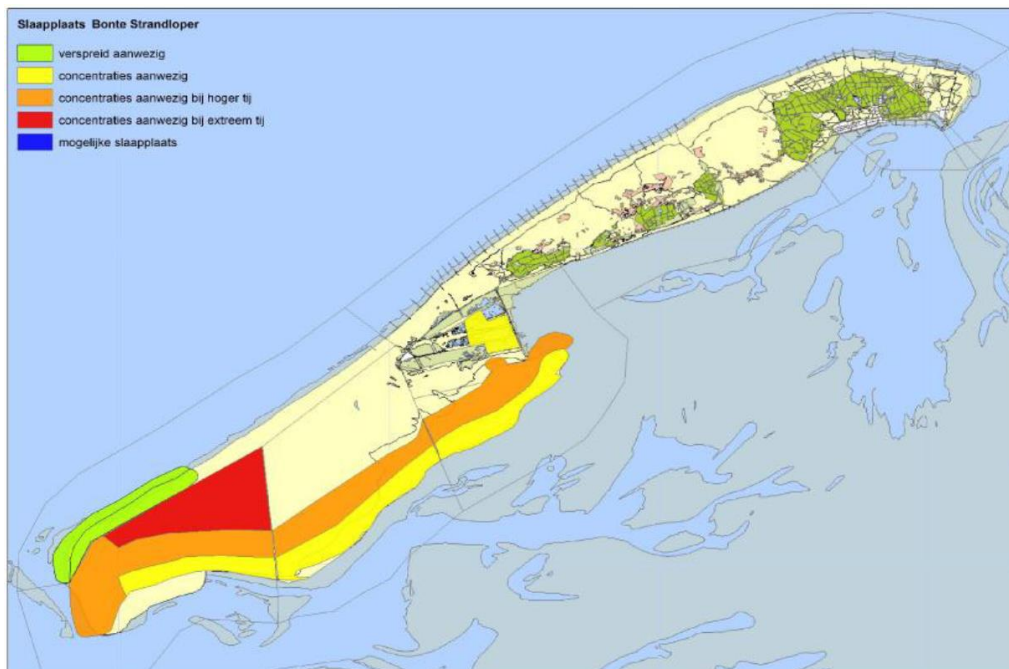 Slaapplaats Bonte Strandloper
verspreid aanwezig
concentraties aanwezig
concentraties aanwezig bij hoger tij
concentraties aanwezig bij extreem tij
mogelijke slaapplaats